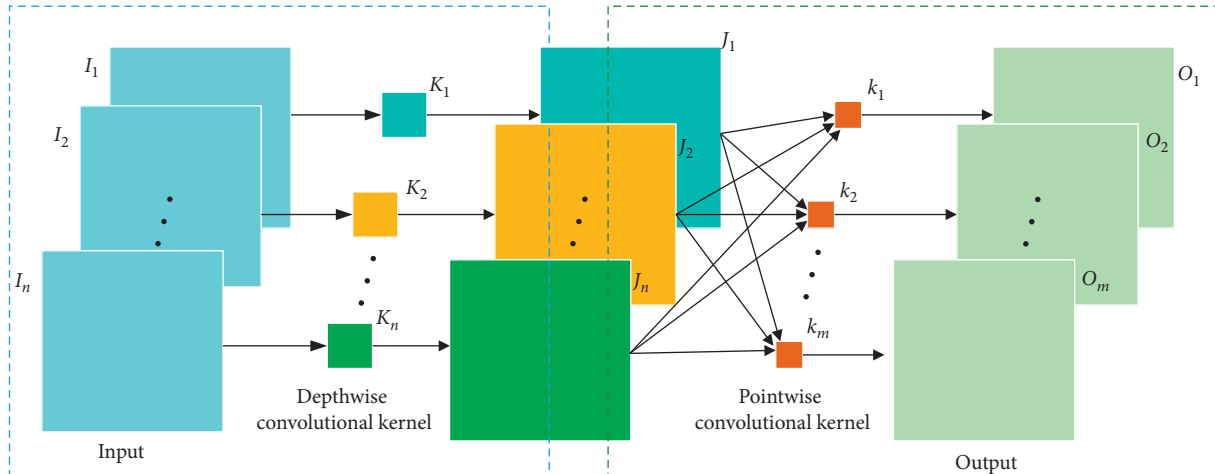 I1
I2
In
K1
K2
Kn
J1
J2
Jn
k1
k2
km
O1
O2
Om
Depthwise
convolutional kernel
Pointwise
convolutional kernel
Input
Output